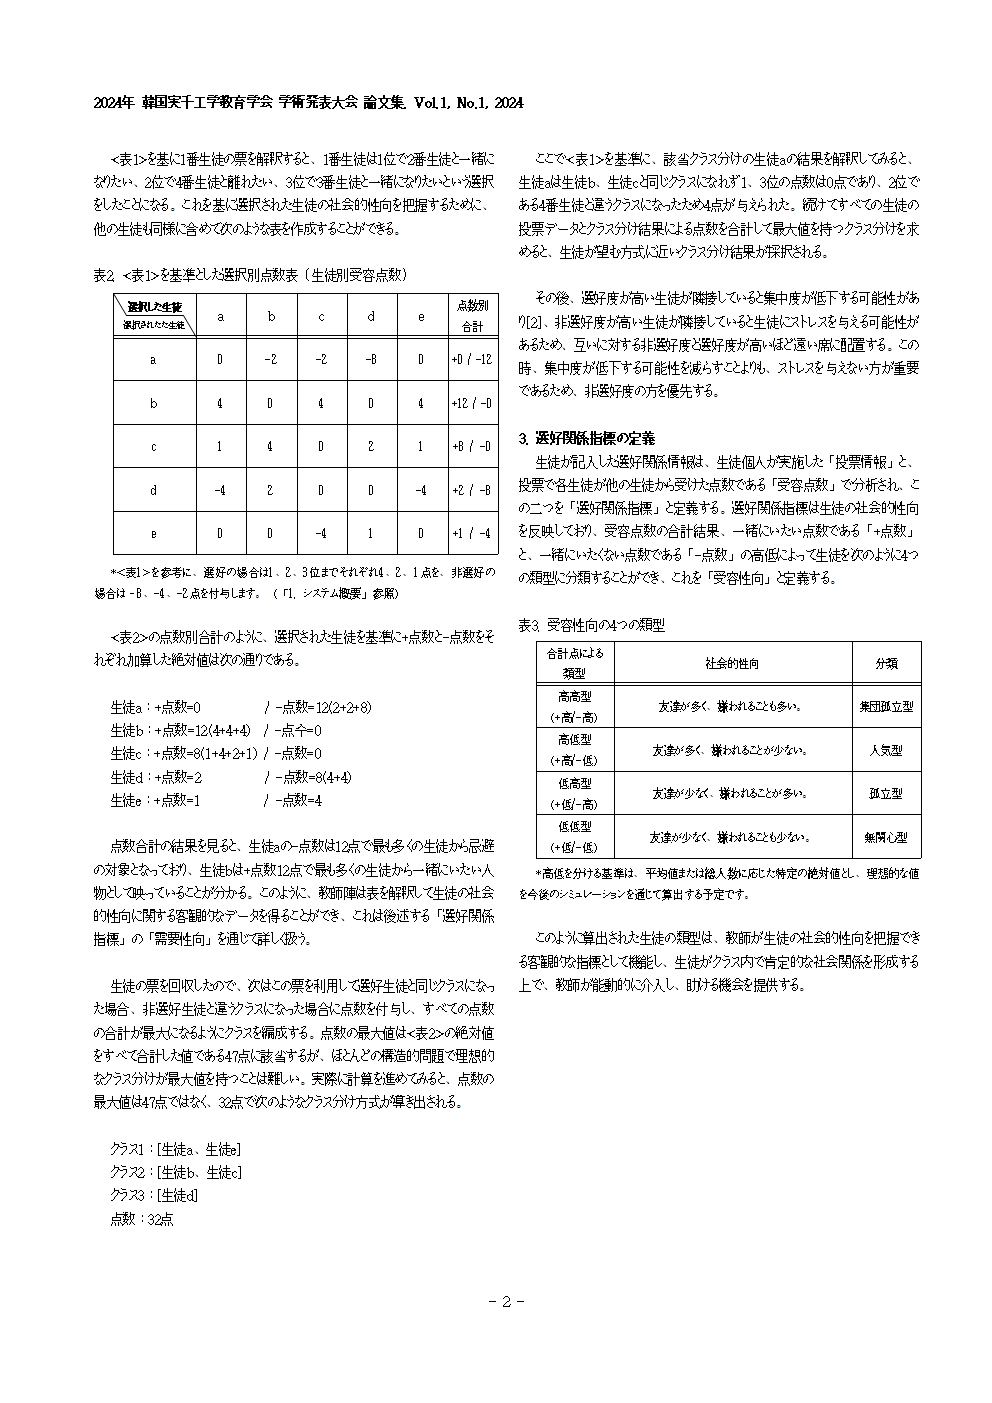 2024年 韓国実千工学教育学会 学術発表大会 論文集. Vol.1, No.1, 2024
<表1>を基に1番生徒の票を解釈すると、1番生徒は1位で2番生徒と一緒に
なりたい、2位で4番生徒と離れたい、3位で3番生徒と一緒になりたいという選択
をしたことになる。これを基に選択された生徒の社会的性向を把握するために、
他の生徒も同様に含めて次のような表を作成することができる。
表2. <表1>を基準とした選択別点数表（生徒別受容点数）
選択した生徒
選択されたた生徒
a b c d e 点数別
合計
a 0 -2 -2 -8 0 +0 / -12
b 4 0 4 0 4 +12 / -0
c 1 4 0 2 1 +8 / -0
d -4 2 0 0 -4 +2 / -8
e 0 0 -4 1 0 +1 / -4
*<表1>を参考に、選好の場合は1、2、3位までそれぞれ4、2、1点を、非選好の
場合は -8、-4、-2点を付与します。（「1. システム概要」参照）
<表2>の点数別合計のように、選択された生徒を基準に+点数と-点数をそ
れぞれ加算した絶対値は次の通りである。
生徒a：+点数=0 / -点数=12(2+2+8)
生徒b：+点数=12(4+4+4) / -点수=0
生徒c：+点数=8(1+4+2+1) / -点数=0
生徒d：+点数=2 / -点数=8(4+4)
生徒e：+点数=1 / -点数=4
点数合計の結果を見ると、生徒aの-点数は12点で最も多くの生徒から忌避
の対象となっており、生徒bは+点数12点で最も多くの生徒から一緒にいたい人
物として映っていることが分かる。このように、教師陣は表を解釈して生徒の社会
的性向に関する客観的なデータを得ることができ、これは後述する「選好関係
指標」の「需要性向」を通じて詳しく扱う。
生徒の票を回収したので、次はこの票を利用して選好生徒と同じクラスになっ
た場合、非選好生徒と違うクラスになった場合に点数を付与し、すべての点数
の合計が最大になるようにクラスを編成する。点数の最大値は<表2>の絶対値
をすべて合計した値である47点に該当するが、ほとんどの構造的問題で理想的
なクラス分けが最大値を持つことは難しい。実際に計算を進めてみると、点数の
最大値は47点ではなく、32点で次のようなクラス分け方式が導き出される。
クラス1：[生徒a、生徒e]
クラス2：[生徒b、生徒c]
クラス3：[生徒d]
点数：32点
ここで<表1>を基準に、該当クラス分けの生徒aの結果を解釈してみると、
生徒aは生徒b、生徒cと同じクラスになれず1、3位の点数は0点であり、2位で
ある4番生徒と違うクラスになったため4点が与えられた。続けてすべての生徒の
投票データとクラス分け結果による点数を合計して最大値を持つクラス分けを求
めると、生徒が望む方式に近いクラス分け結果が採択される。
その後、選好度が高い生徒が隣接していると集中度が低下する可能性があ
り[2]、非選好度が高い生徒が隣接していると生徒にストレスを与える可能性が
あるため、互いに対する非選好度と選好度が高いほど遠い席に配置する。この
時、集中度が低下する可能性を減らすことよりも、ストレスを与えない方が重要
であるため、非選好度の方を優先する。
3. 選好関係指標の定義
生徒が記入した選好関係情報は、生徒個人が実施した「投票情報」と、
投票で各生徒が他の生徒から受けた点数である「受容点数」で分析され、こ
の二つを「選好関係指標」と定義する。選好関係指標は生徒の社会的性向
を反映しており、受容点数の合計結果、一緒にいたい点数である「+点数」
と、一緒にいたくない点数である「-点数」の高低によって生徒を次のように4つ
の類型に分類することができ、これを「受容性向」と定義する。
表3. 受容性向の4つの類型
合計点による
類型
社会的性向 分類
高高型
(+高/-高)
友達が多く、嫌われることも多い。 集団孤立型
高低型
(+高/-低)
友達が多く、嫌われることが少ない。 人気型
低高型
(+低/-高)
友達が少なく、嫌われることが多い。 孤立型
低低型
(+低/-低)
友達が少なく、嫌われることも少ない。 無関心型
*高低を分ける基準は、平均値または総人数に応じた特定の絶対値とし、理想的な値
を今後のシミュレーションを通じて算出する予定です。
このように算出された生徒の類型は、教師が生徒の社会的性向を把握でき
る客観的な指標として機能し、生徒がクラス内で肯定的な社会関係を形成する
上で、教師が能動的に介入し、助ける機会を提供する。
- 2 -